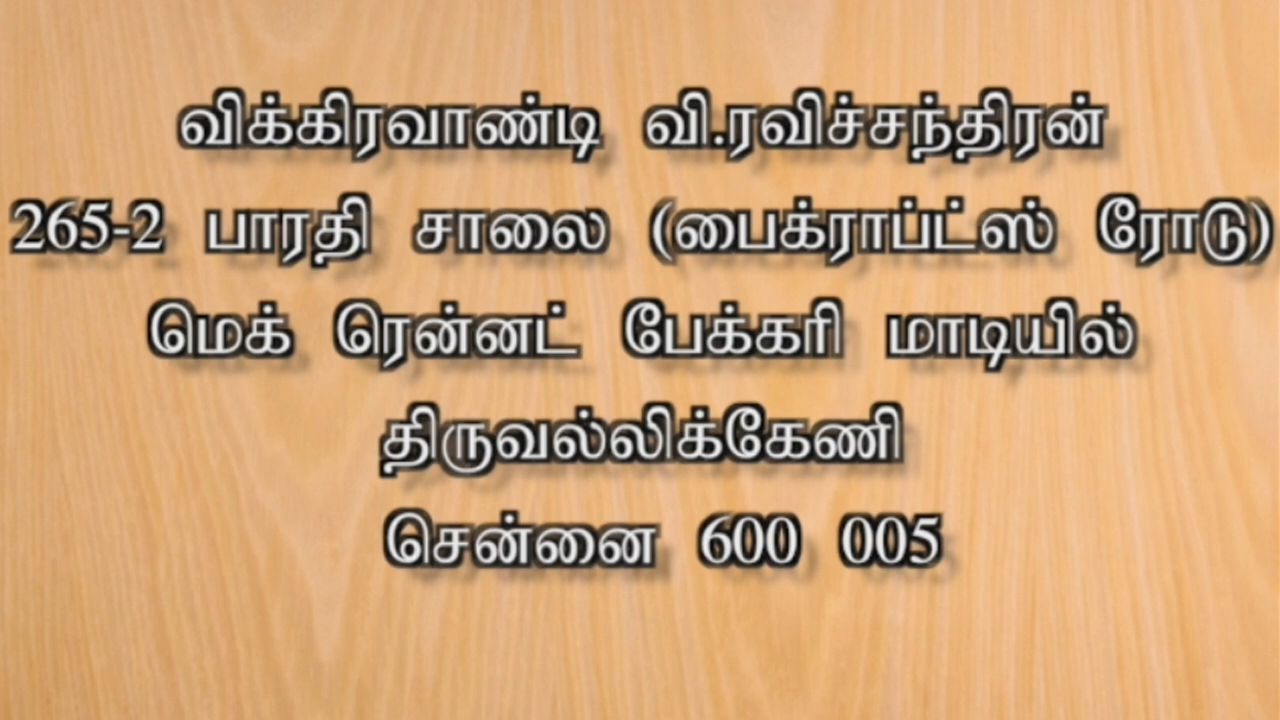 விக்கிரவாண்டி வி.ரவிச்சந்திரன்
265-2 பாரதி சாலை (பைக்ராப்ட்ஸ் ரோடு)
மெக் ரென்னட் பேக்கரி மாடியில்
திருவல்லிக்கேணி
சென்னை 600 005